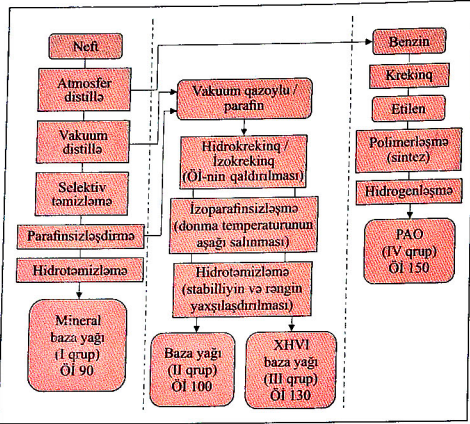 Neft
Atmosfer
distillə
Vakuum
distillə
Selektiv
təmizləmə
Parafinsizləşdirmə
Hidrotəmizləmə
Mineral
baza yağı
(I qrup)
Öİ 90
Vakuum qazoylu /
parafin
Hidrokrekinq /
İzokrekinq
(Öİ-nin qaldırılması)
İzoparafinsizləşmə
(donma temperaturunun
aşağı salınması)
Hidrotəmizləmə
(stabilliyin və rəngin
yaxşılaşdırılması)
Baza yağı
(II qrup)
Öİ 100
XHVI
baza yağı
(III qrup)
Öİ 130
Benzin
Krekinq
Etilen
Polimerləşmə
(sintez)
Hidrogenləşmə
PAO
(IV qrup)
Öİ 150